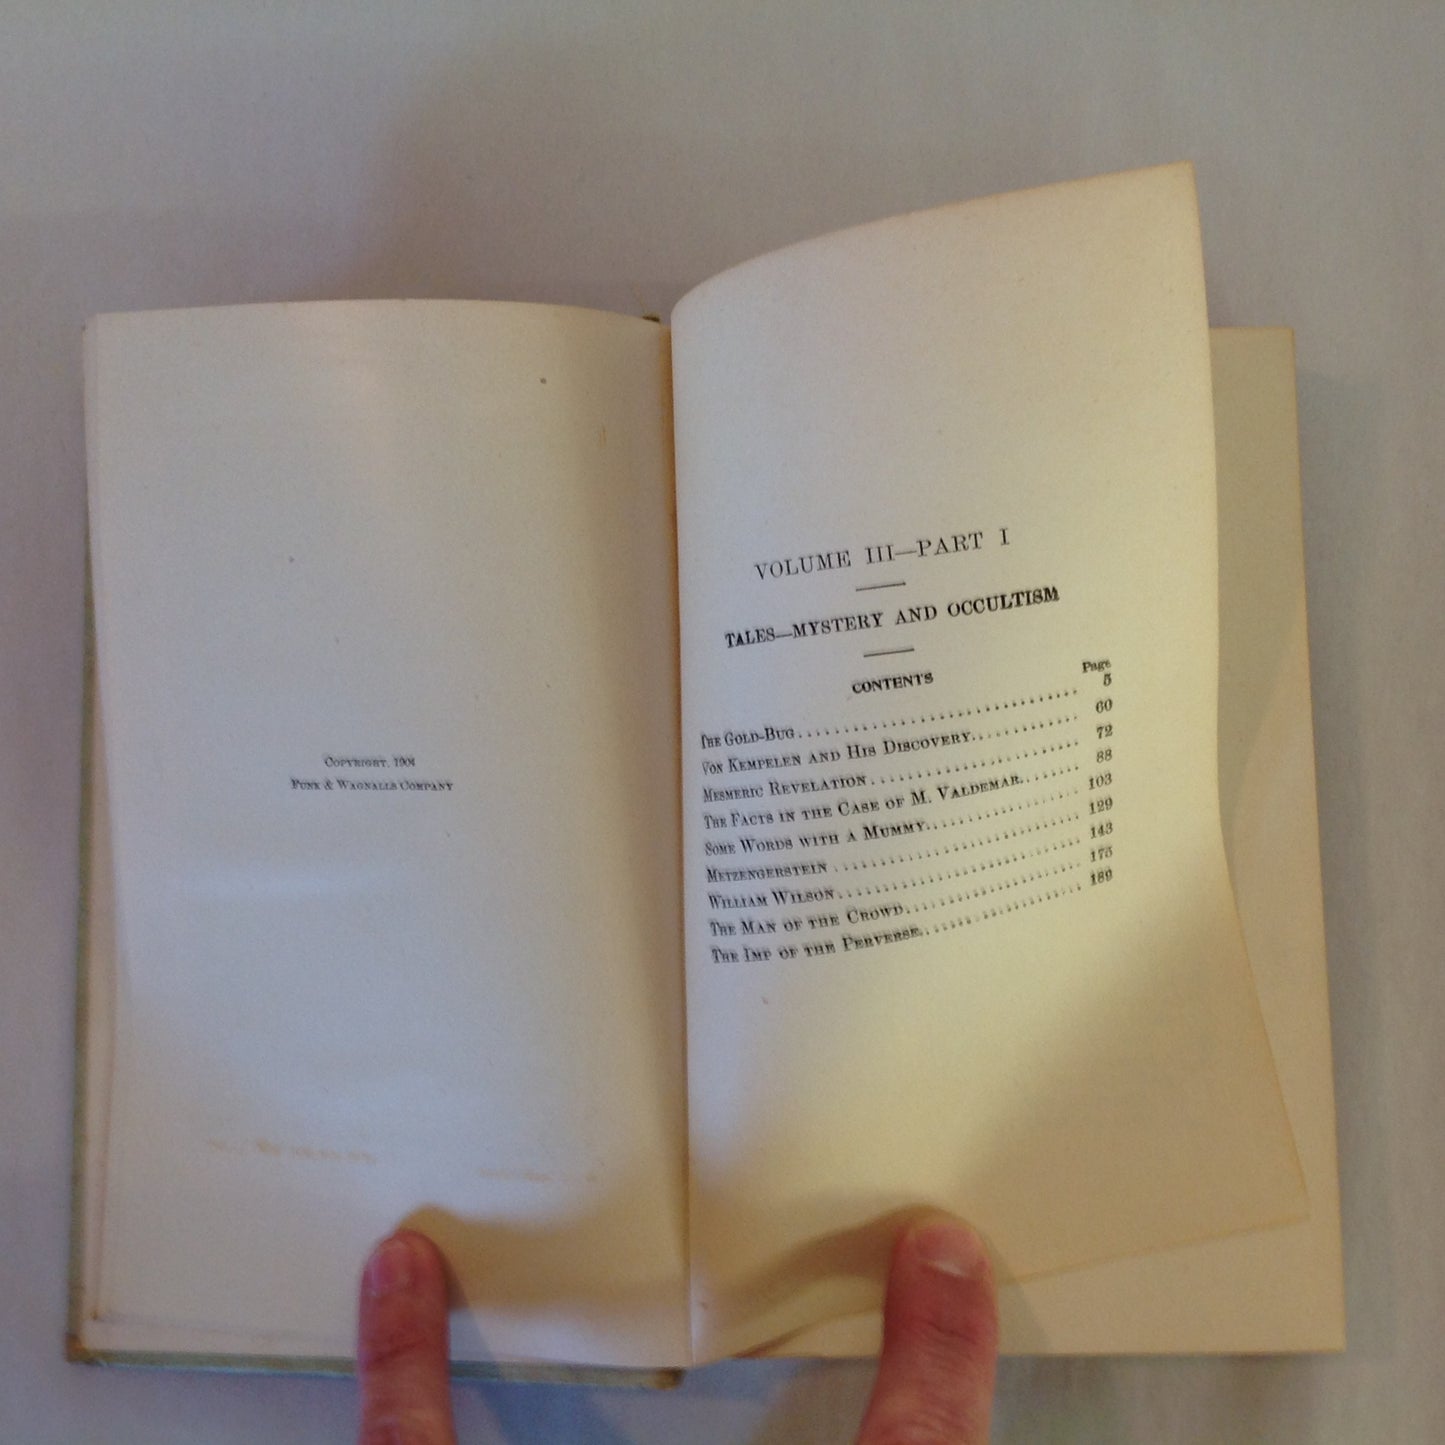 COPYRIGHT, 1904
FUNK & WAGNALLS COMPANY
VOLUME III—PART I
TALES—MYSTERY AND OCCULTISM
CONTENTS
Page
THE GOLD-BUG 5
VON KEMPELEN AND HIS DISCOVERY 60
MESMERIC REVELATION 72
THE FACTS IN THE CASE OF M. VALDEMAR 88
SOME WORDS WITH A MUMMY 103
METZENGERSTEIN 129
WILLIAM WILSON 143
THE MAN OF THE CROWD 175
THE IMP OF THE PERVERSE 189